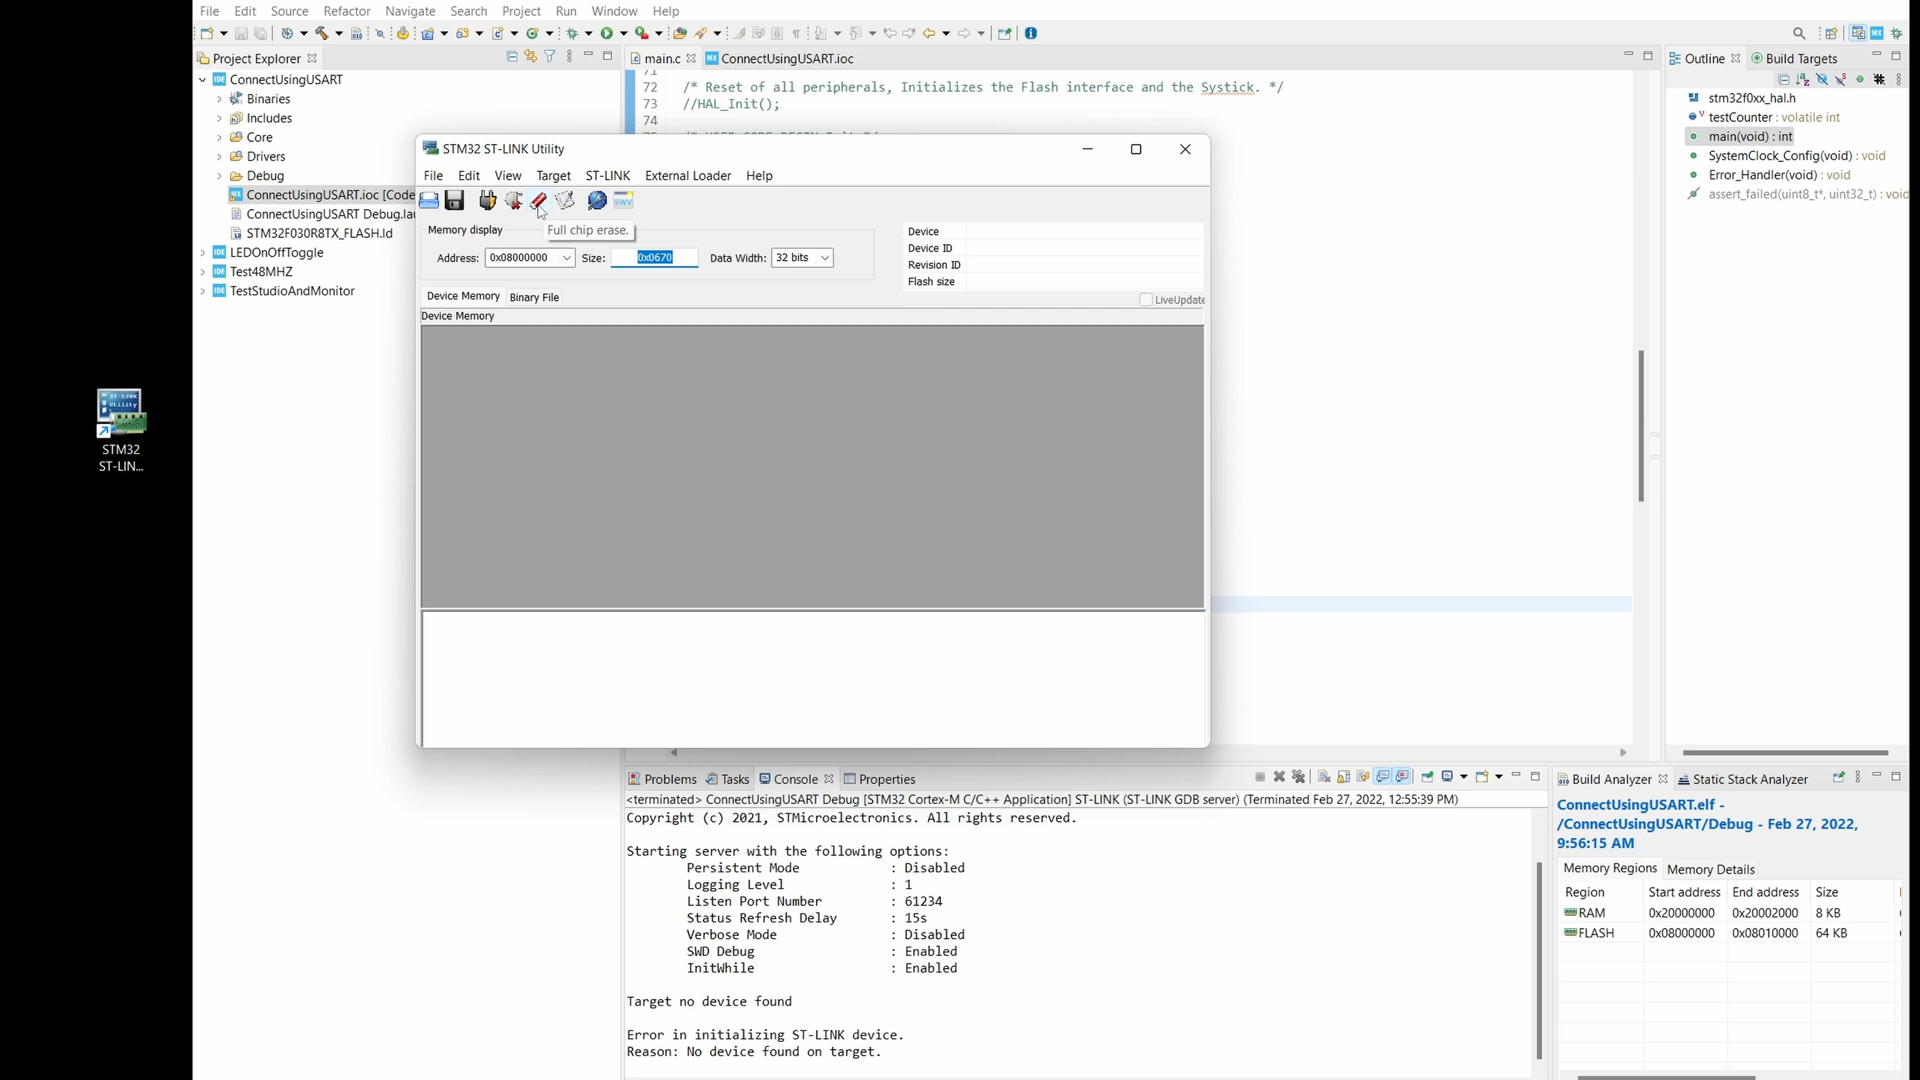 File Edit Source Refactor Navigate Search Project Run Window Help
Project Explorer
ConnectUsingUSART
Binaries
Includes
Core
Drivers
Debug
ConnectUsingUSART.ioc [Code
ConnectUsingUSART Debug.lau
STM32F030R8TX_FLASH.ld
LEDOnOffToggle
Test48MHZ
TestStudioAndMonitor
STM32
ST-LIN...
main.c ConnectUsingUSART.ioc
71
72 /* Reset of all peripherals, Initializes the Flash interface and the Systick. */
73 //HAL_Init();
74
STM32 ST-LINK Utility
File Edit View Target ST-LINK External Loader Help
SWV
Full chip erase.
Memory display
Address: 0x08000000 Size: 0x0670 Data Width: 32 bits
Device
Device ID
Revision ID
Flash size
LiveUpdate
Device Memory Binary File
Device Memory
Outline Build Targets
stm32f0xx_hal.h
testCounter : volatile int
main(void) : int
SystemClock_Config(void) : void
Error_Handler(void) : void
assert_failed(uint8_t*, uint32_t) : void
Problems Tasks Console Properties
<terminated> ConnectUsingUSART Debug [STM32 Cortex-M C/C++ Application] ST-LINK (ST-LINK GDB server) (Terminated Feb 27, 2022, 12:55:39 PM)
Copyright (c) 2021, STMicroelectronics. All rights reserved.
Starting server with the following options:
Persistent Mode : Disabled
Logging Level : 1
Listen Port Number : 61234
Status Refresh Delay : 15s
Verbose Mode : Disabled
SWD Debug : Enabled
InitWhile : Enabled
Target no device found
Error in initializing ST-LINK device.
Reason: No device found on target.
Build Analyzer Static Stack Analyzer
ConnectUsingUSART.elf -
/ConnectUsingUSART/Debug - Feb 27, 2022,
9:56:15 AM
Memory Regions Memory Details
Region Start address End address Size
RAM 0x20000000 0x20002000 8 KB
FLASH 0x08000000 0x08010000 64 KB